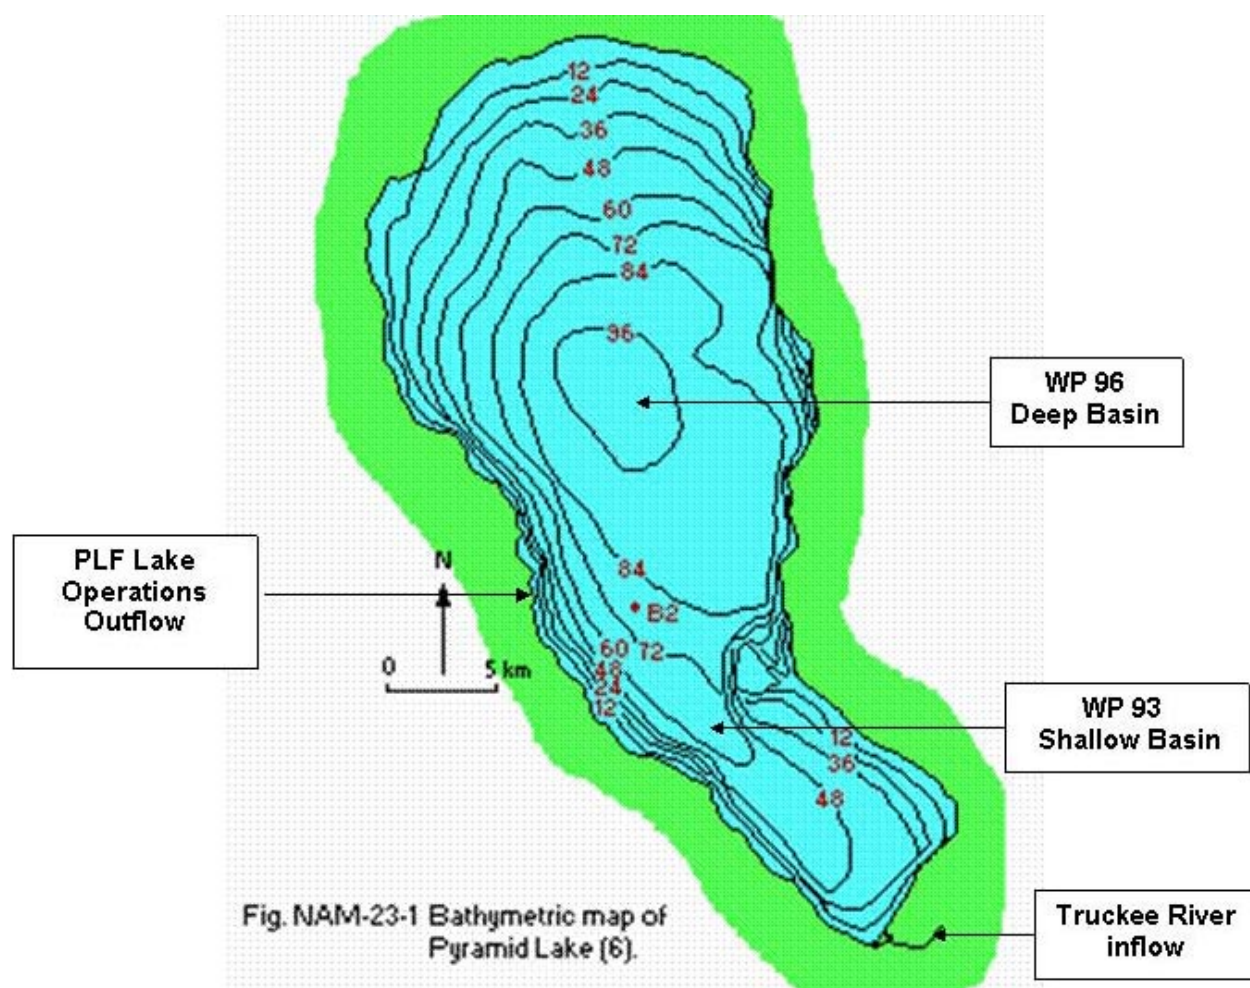 12
24
36
48
60
72
84
96
WP 96
Deep Basin
PLF Lake
Operations
Outflow
N
84
B2
0 5 km
60 72
48
24
12
WP 93
Shallow Basin
12
36
48
Truckee River
inflow
Fig. NAM-23-1 Bathymetric map of
Pyramid Lake (6).